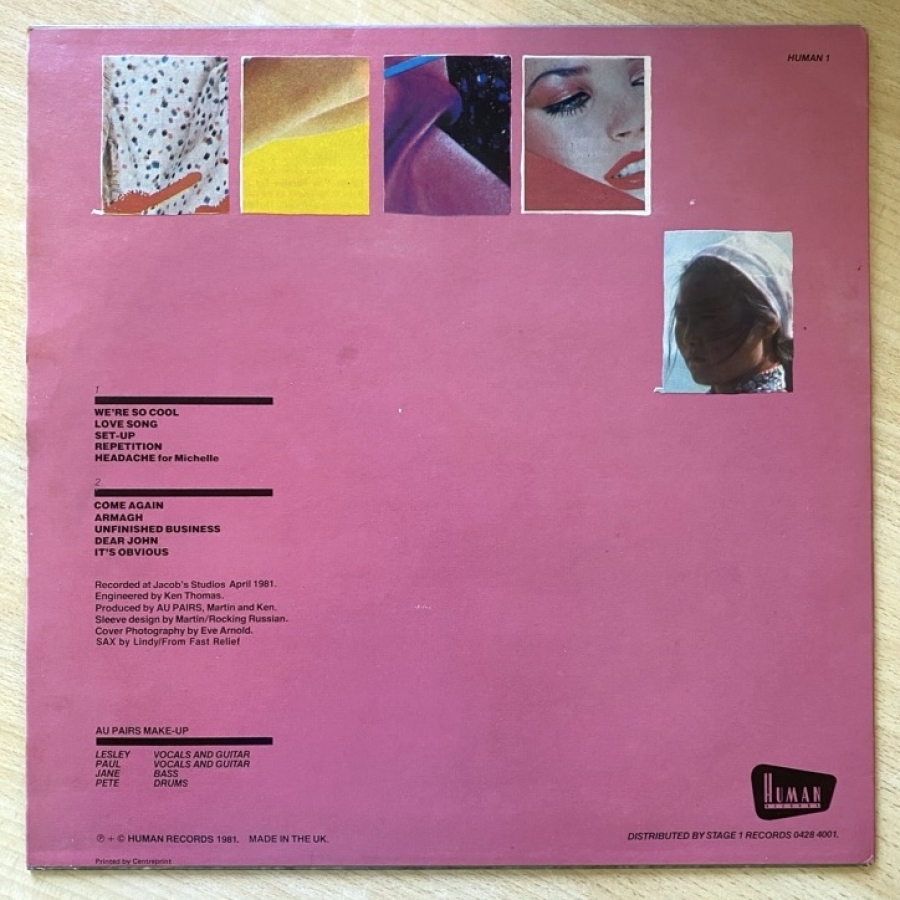 HUMAN 1
1
WE'RE SO COOL
LOVE SONG
SET-UP
REPETITION
HEADACHE for Michelle
2
COME AGAIN
ARMAGH
UNFINISHED BUSINESS
DEAR JOHN
IT'S OBVIOUS
Recorded at Jacob's Studios April 1981.
Engineered by Ken Thomas.
Produced by AU PAIRS, Martin and Ken.
Sleeve design by Martin/Rocking Russian.
Cover Photography by Eve Arnold.
SAX by Lindy/From Fast Relief
AU PAIRS MAKE-UP
LESLEY VOCALS AND GUITAR
PAUL VOCALS AND GUITAR
JANE BASS
PETE DRUMS
HUMAN
RECORDS
℗ + © HUMAN RECORDS 1981. MADE IN THE UK.
DISTRIBUTED BY STAGE 1 RECORDS 0428 4001.
Printed by Centreprint